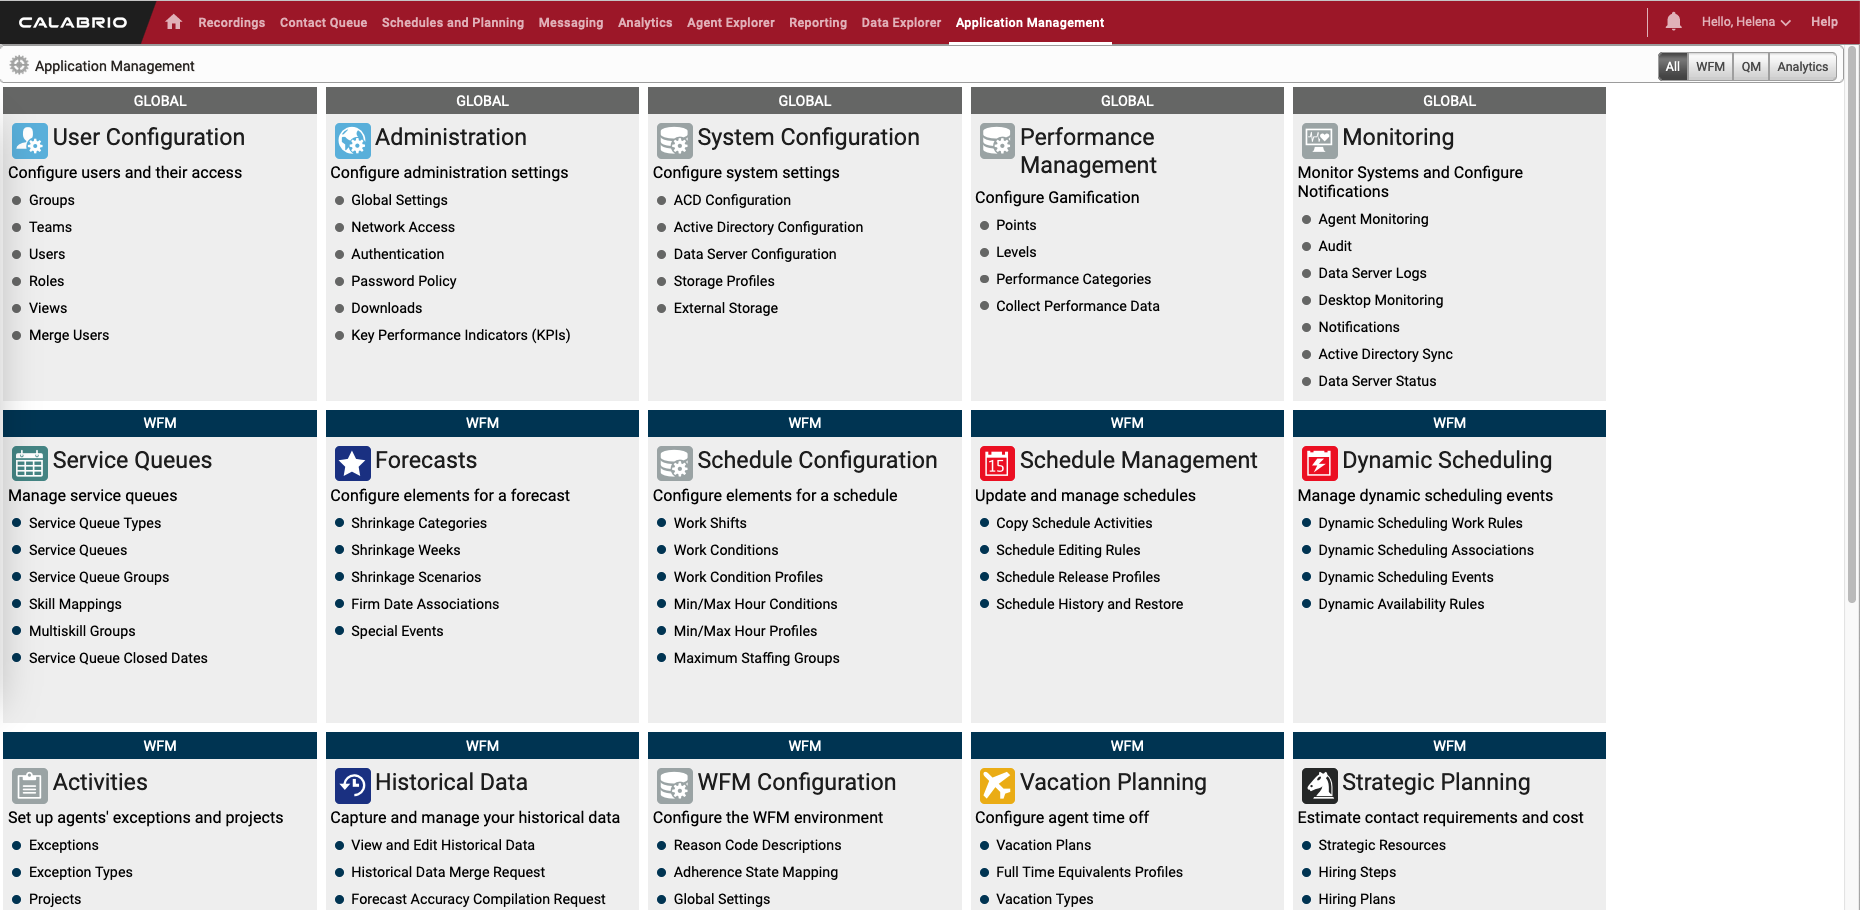 CALABRIO
Recordings Contact Queue Schedules and Planning Messaging Analytics Agent Explorer Reporting Data Explorer Application Management Hello, Helena Help
Application Management
All WFM QM Analytics
GLOBAL
User Configuration
Configure users and their access
Groups
Teams
Users
Roles
Views
Merge Users
GLOBAL
Administration
Configure administration settings
Global Settings
Network Access
Authentication
Password Policy
Downloads
Key Performance Indicators (KPIs)
GLOBAL
System Configuration
Configure system settings
ACD Configuration
Active Directory Configuration
Data Server Configuration
Storage Profiles
External Storage
GLOBAL
Performance
Management
Configure Gamification
Points
Levels
Performance Categories
Collect Performance Data
GLOBAL
Monitoring
Monitor Systems and Configure
Notifications
Agent Monitoring
Audit
Data Server Logs
Desktop Monitoring
Notifications
Active Directory Sync
Data Server Status
WFM
Service Queues
Manage service queues
Service Queue Types
Service Queues
Service Queue Groups
Skill Mappings
Multiskill Groups
Service Queue Closed Dates
WFM
Forecasts
Configure elements for a forecast
Shrinkage Categories
Shrinkage Weeks
Shrinkage Scenarios
Firm Date Associations
Special Events
WFM
Schedule Configuration
Configure elements for a schedule
Work Shifts
Work Conditions
Work Condition Profiles
Min/Max Hour Conditions
Min/Max Hour Profiles
Maximum Staffing Groups
WFM
15
Schedule Management
Update and manage schedules
Copy Schedule Activities
Schedule Editing Rules
Schedule Release Profiles
Schedule History and Restore
WFM
Dynamic Scheduling
Manage dynamic scheduling events
Dynamic Scheduling Work Rules
Dynamic Scheduling Associations
Dynamic Scheduling Events
Dynamic Availability Rules
WFM
Activities
Set up agents' exceptions and projects
Exceptions
Exception Types
Projects
WFM
Historical Data
Capture and manage your historical data
View and Edit Historical Data
Historical Data Merge Request
Forecast Accuracy Compilation Request
WFM
WFM Configuration
Configure the WFM environment
Reason Code Descriptions
Adherence State Mapping
Global Settings
WFM
Vacation Planning
Configure agent time off
Vacation Plans
Full Time Equivalents Profiles
Vacation Types
WFM
Strategic Planning
Estimate contact requirements and cost
Strategic Resources
Hiring Steps
Hiring Plans